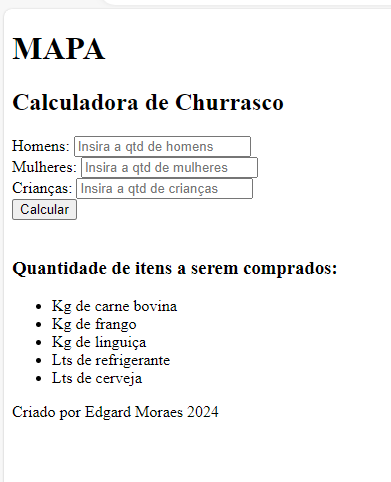 MAPA
Calculadora de Churrasco
Homens: Insira a qtd de homens
Mulheres: Insira a qtd de mulheres
Crianças: Insira a qtd de crianças
Calcular
Quantidade de itens a serem comprados:
Kg de carne bovina
Kg de frango
Kg de linguiça
Lts de refrigerante
Lts de cerveja
Criado por Edgard Moraes 2024